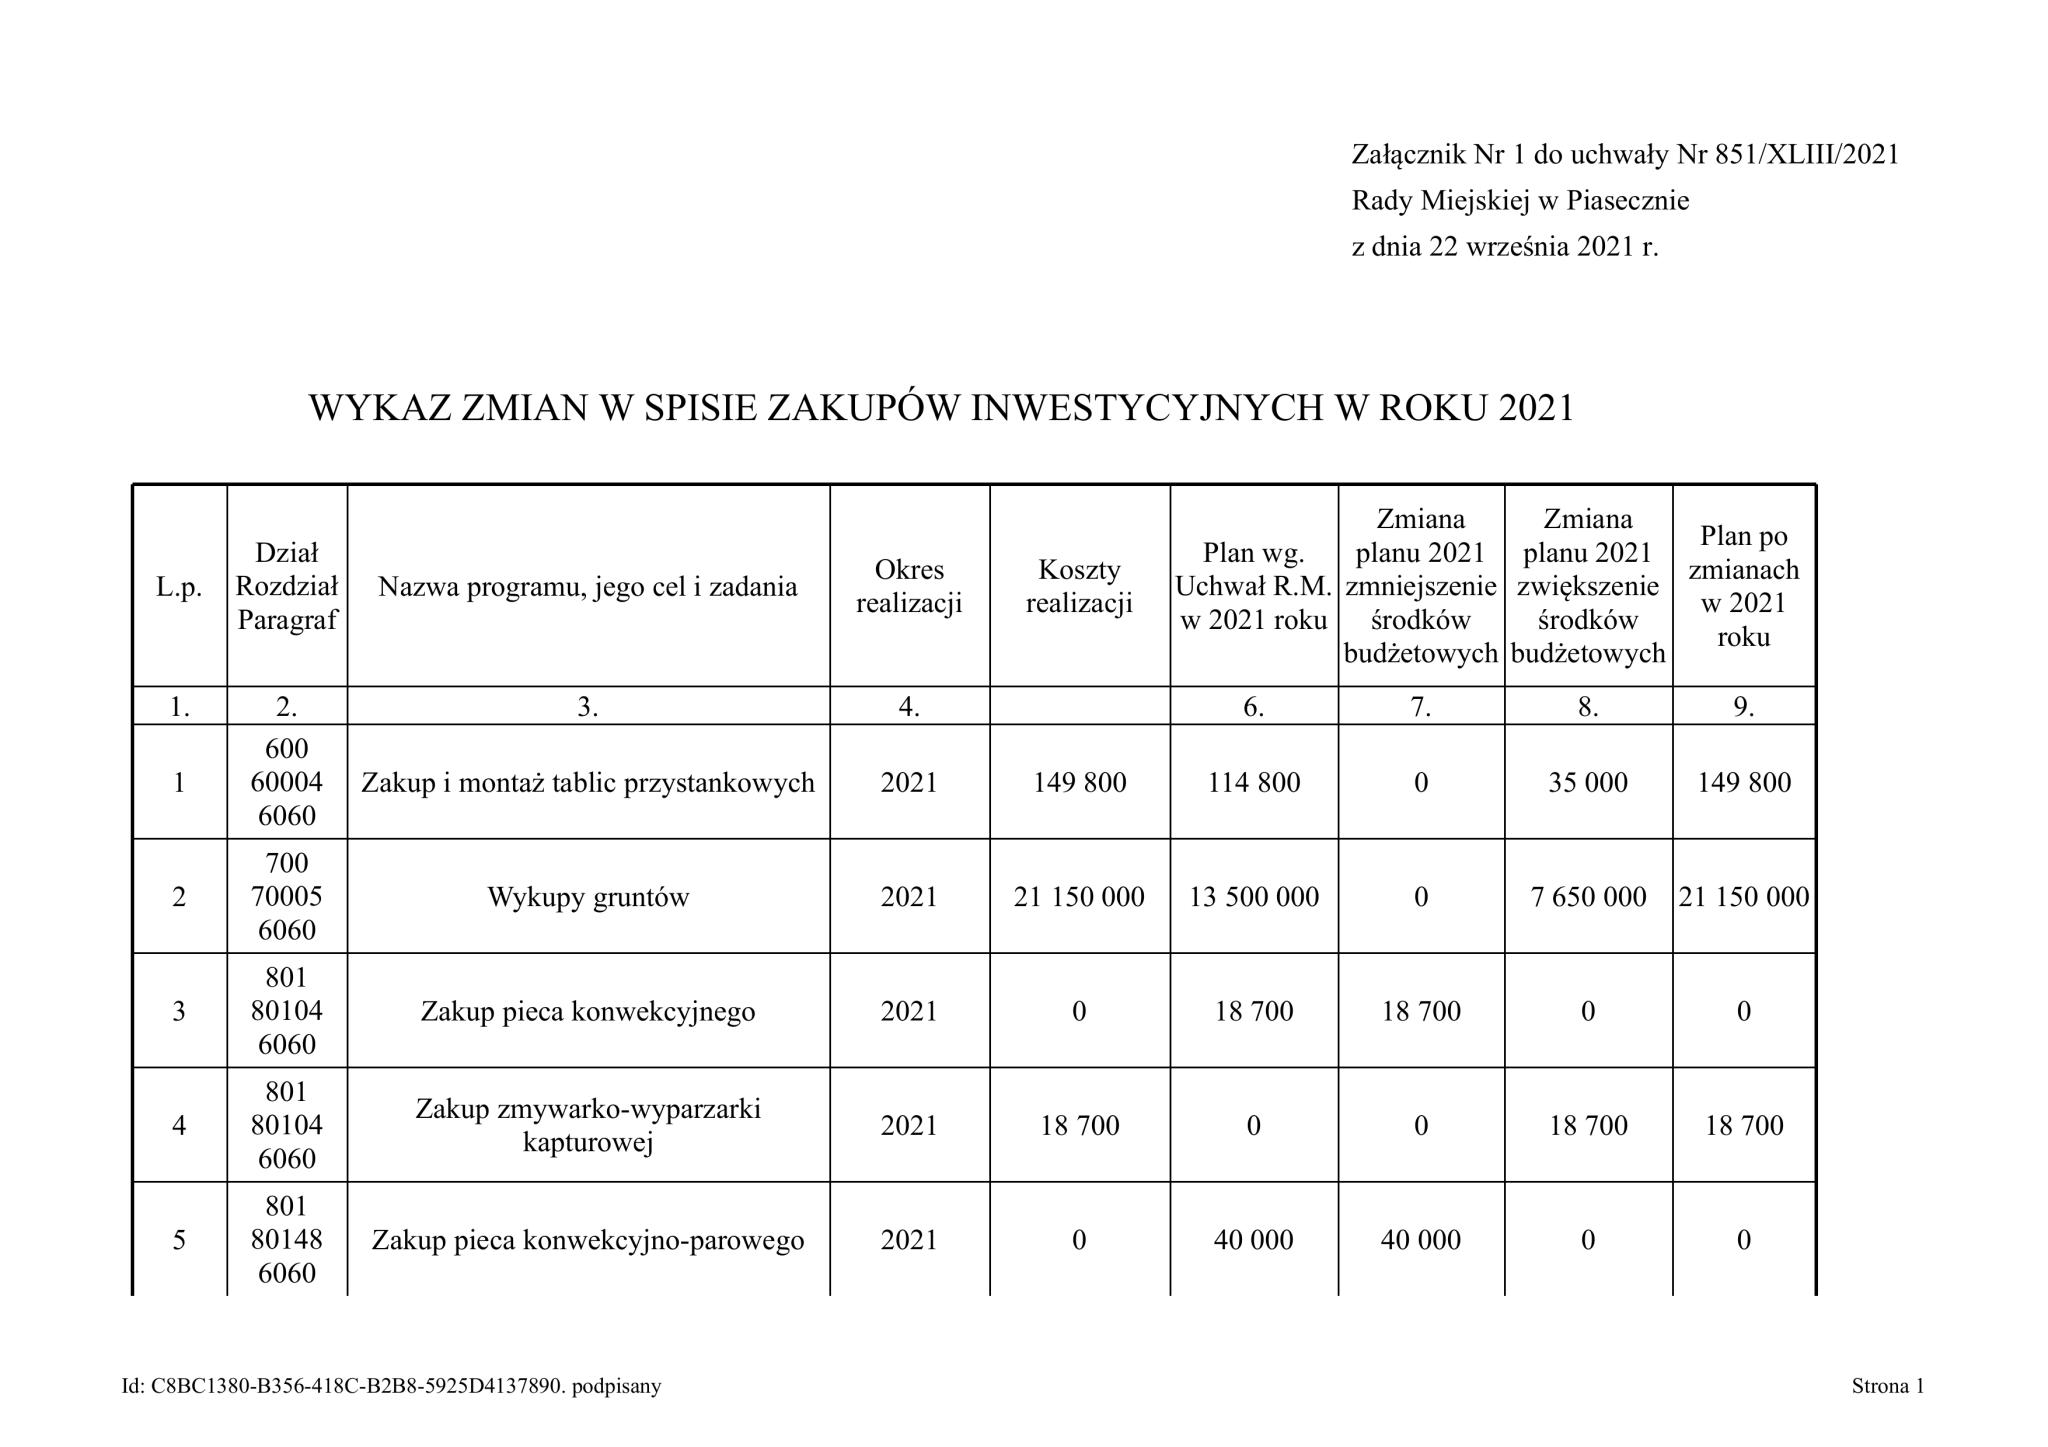 Załącznik Nr 1 do uchwały Nr 851/XLIII/2021
Rady Miejskiej w Piasecznie
z dnia 22 września 2021 r.
WYKAZ ZMIAN W SPISIE ZAKUPÓW INWESTYCYJNYCH W ROKU 2021
L.p.
Dział
Rozdział
Paragraf
Nazwa programu, jego cel i zadania
Okres
realizacji
Koszty
realizacji
Plan wg.
Uchwał R.M.
w 2021 roku
Zmiana
planu 2021
zmniejszenie
środków
budżetowych
Zmiana
planu 2021
zwiększenie
środków
budżetowych
Plan po
zmianach
w 2021
roku
1. 2. 3. 4. 6. 7. 8. 9.
1
600
60004
6060
Zakup i montaż tablic przystankowych
2021
149 800
114 800
0
35 000
149 800
2
700
70005
6060
Wykupy gruntów
2021
21 150 000
13 500 000
0
7 650 000
21 150 000
3
801
80104
6060
Zakup pieca konwekcyjnego
2021
0
18 700
18 700
0
0
4
801
80104
6060
Zakup zmywarko-wyparzarki
kapturowej
2021
18 700
0
0
18 700
18 700
5
801
80148
6060
Zakup pieca konwekcyjno-parowego
2021
0
40 000
40 000
0
0
Id: C8BC1380-B356-418C-B2B8-5925D4137890. podpisany
Strona 1